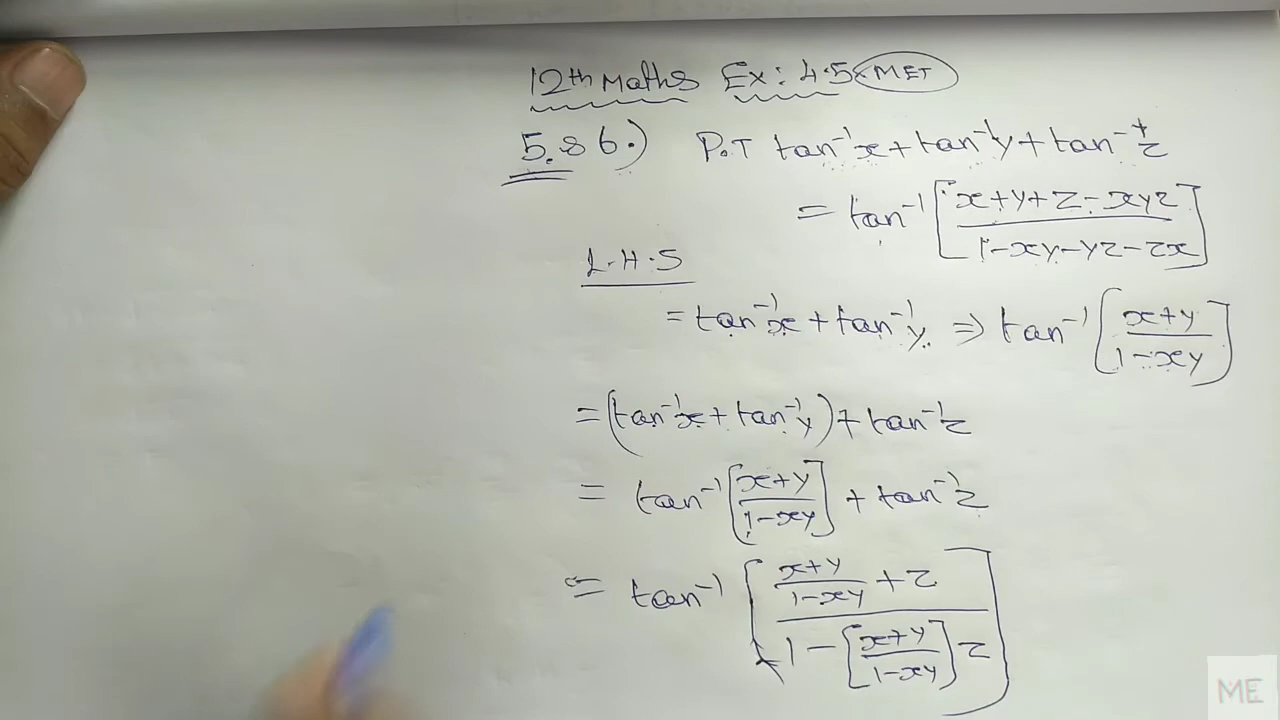 12th Maths Ex: 4.5 (MET
5.86.) P.T tan⁻¹x + tan⁻¹y + tan⁻¹z
= tan⁻¹ [ x+y+z-xyz / 1-xy-yz-zx ]
L.H.S
= tan⁻¹x + tan⁻¹y ⇒ tan⁻¹ [ x+y / 1-xy ]
= (tan⁻¹x + tan⁻¹y) + tan⁻¹z
= tan⁻¹ [ x+y / 1-xy ] + tan⁻¹z
= tan⁻¹ [ x+y / 1-xy + z / 1 - [ x+y / 1-xy ] z ]
ME